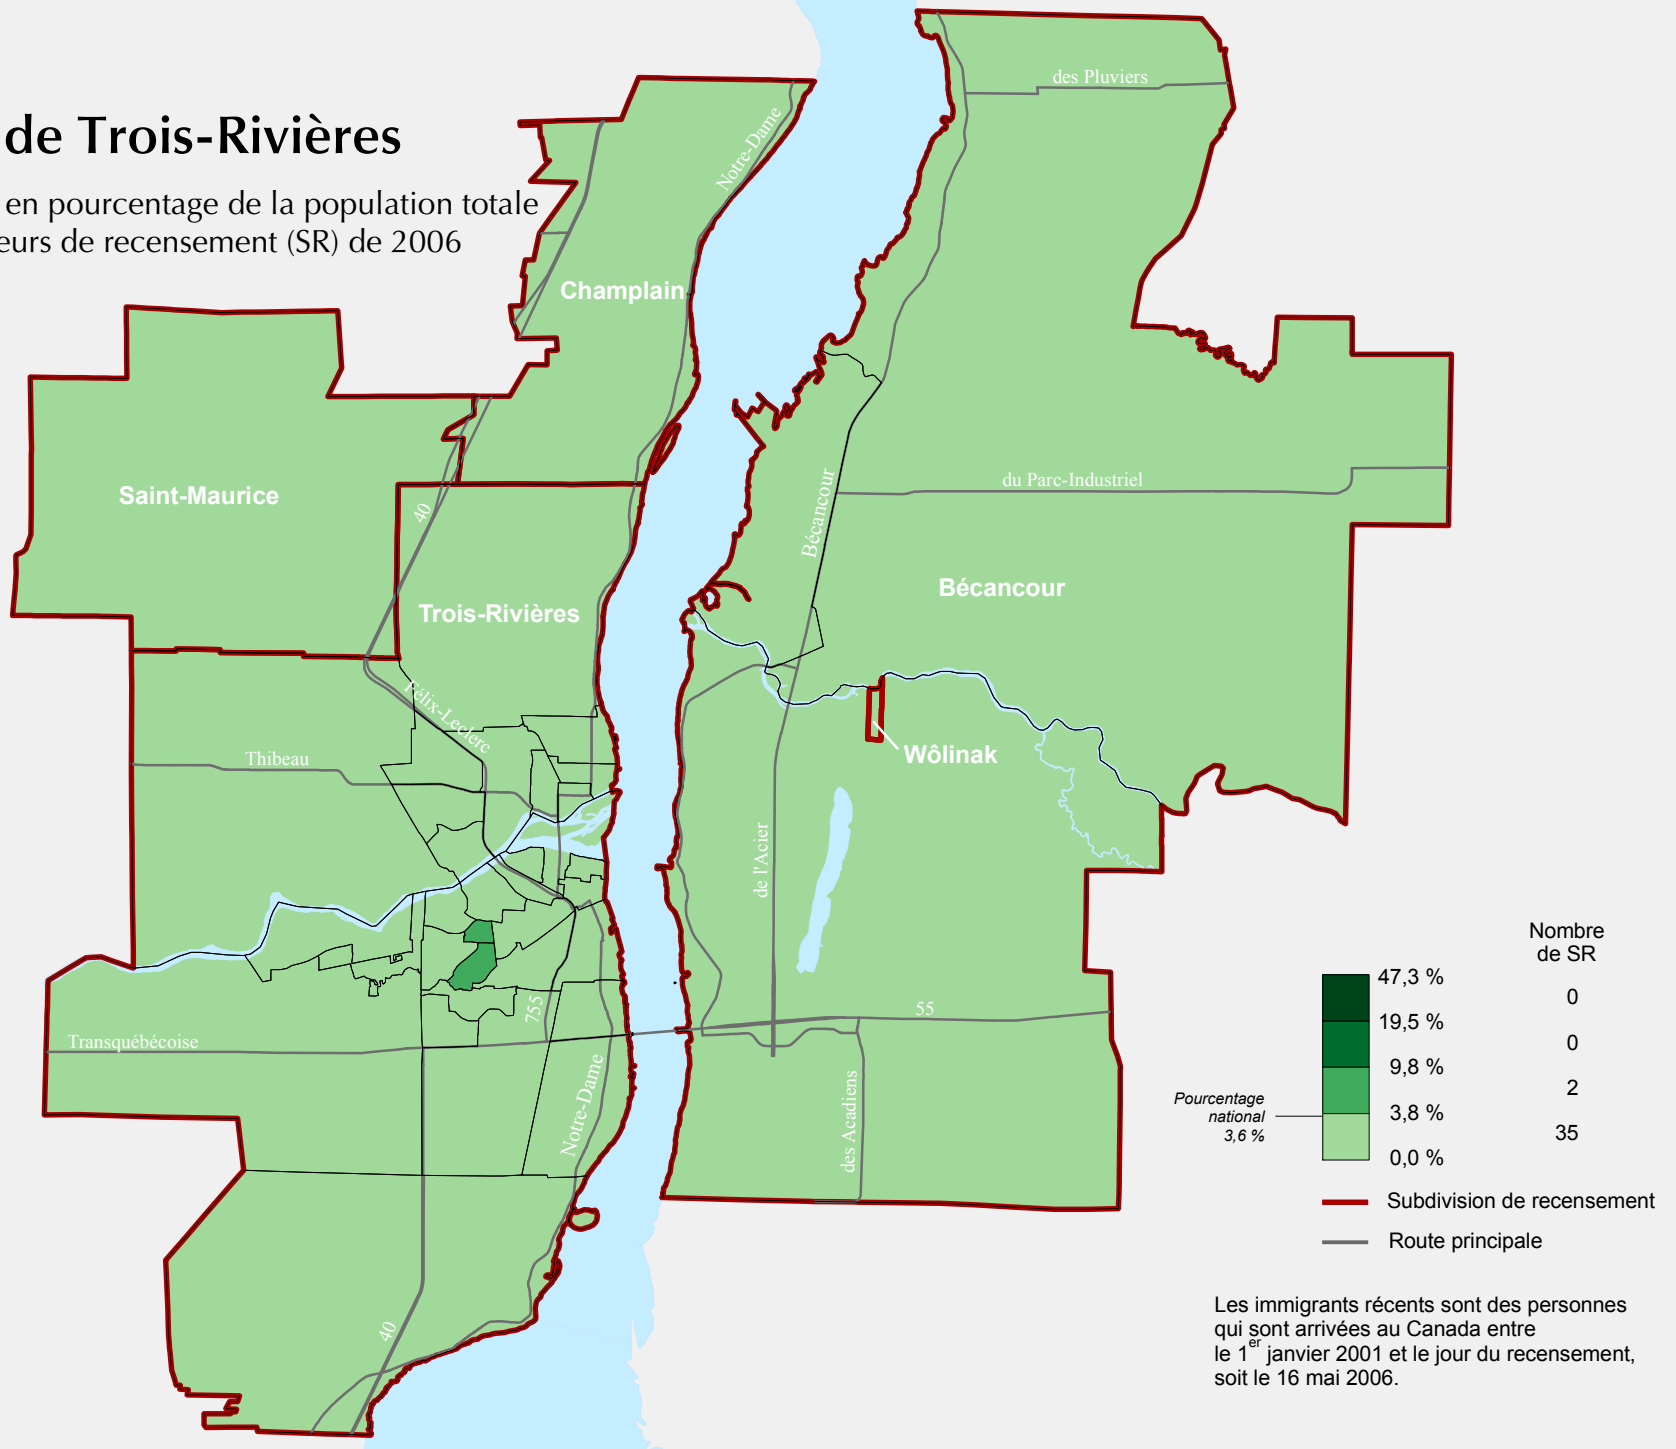 de Trois-Rivières
en pourcentage de la population totale
eurs de recensement (SR) de 2006
des Pluviers
Notre-Dame
Champlain
Saint-Maurice
40
Trois-Rivières
Bécancour
du Parc-Industriel
Bécancour
Félix-Leclerc
Thibeau
Wôlinak
de l'Acier
755
55
Transquébécoise
Notre-Dame
des Acadiens
40
Nombre
de SR
47,3 %
0
19,5 %
0
9,8 %
2
3,8 %
35
0,0 %
Pourcentage
national
3,6 %
Subdivision de recensement
Route principale
Les immigrants récents sont des personnes
qui sont arrivées au Canada entre
le 1er janvier 2001 et le jour du recensement,
soit le 16 mai 2006.